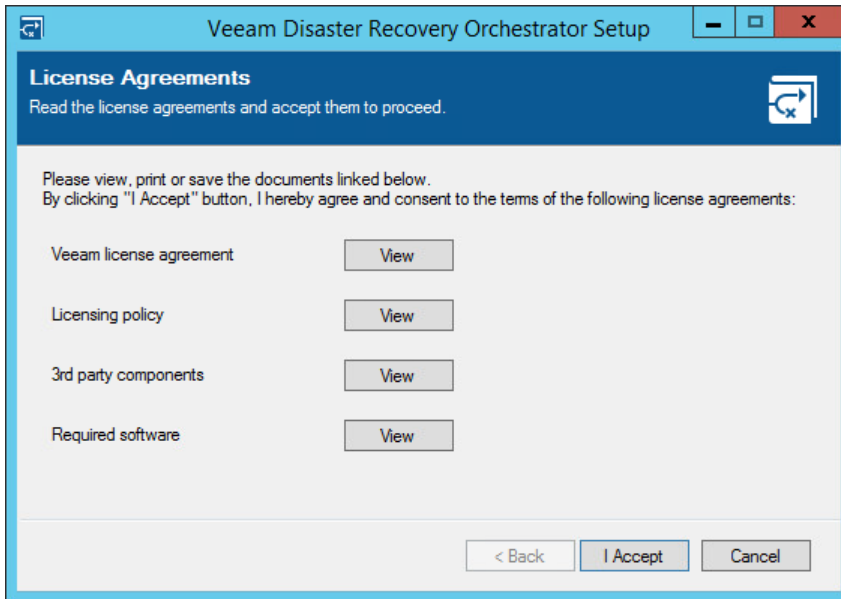 Veeam Disaster Recovery Orchestrator Setup
License Agreements
Read the license agreements and accept them to proceed.
Please view, print or save the documents linked below.
By clicking "I Accept" button, I hereby agree and consent to the terms of the following license agreements:
Veeam license agreement View
Licensing policy View
3rd party components View
Required software View
< Back I Accept Cancel